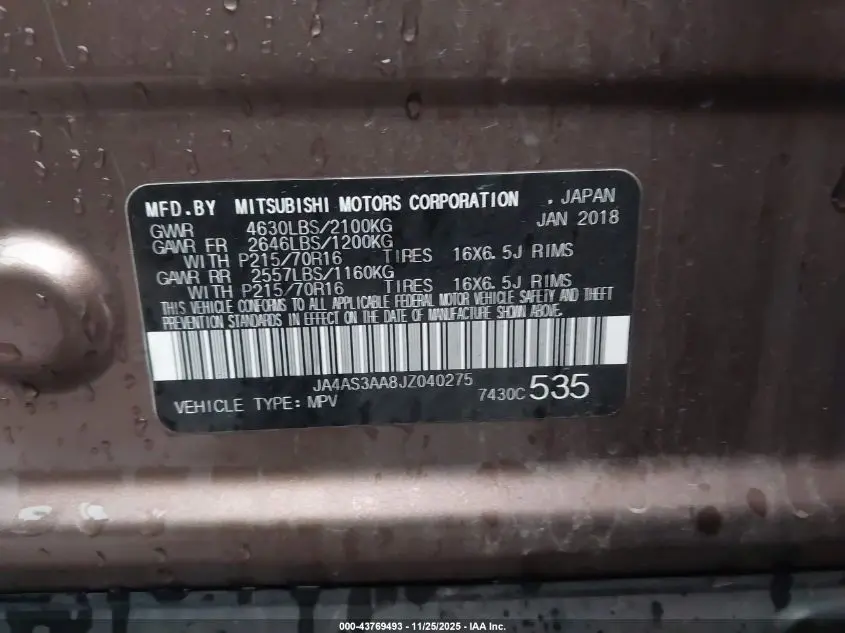 MFD.BY MITSUBISHI MOTORS CORPORATION . JAPAN
GVWR 4630LBS/2100KG JAN 2018
GAWR FR 2646LBS/1200KG
WITH P215/70R16 TIRES 16X6.5J RIMS
GAWR RR 2557LBS/1160KG
WITH P215/70R16 TIRES 16X6.5J RIMS
THIS VEHICLE CONFORMS TO ALL APPLICABLE FEDERAL MOTOR VEHICLE SAFETY AND THEFT
PREVENTION STANDARDS IN EFFECT ON THE DATE OF MANUFACTURE SHOWN ABOVE.
JA4AS3AA8JZ040275
VEHICLE TYPE: MPV 7430C 535
000-43769493 - 11/25/2025 - IAA Inc.